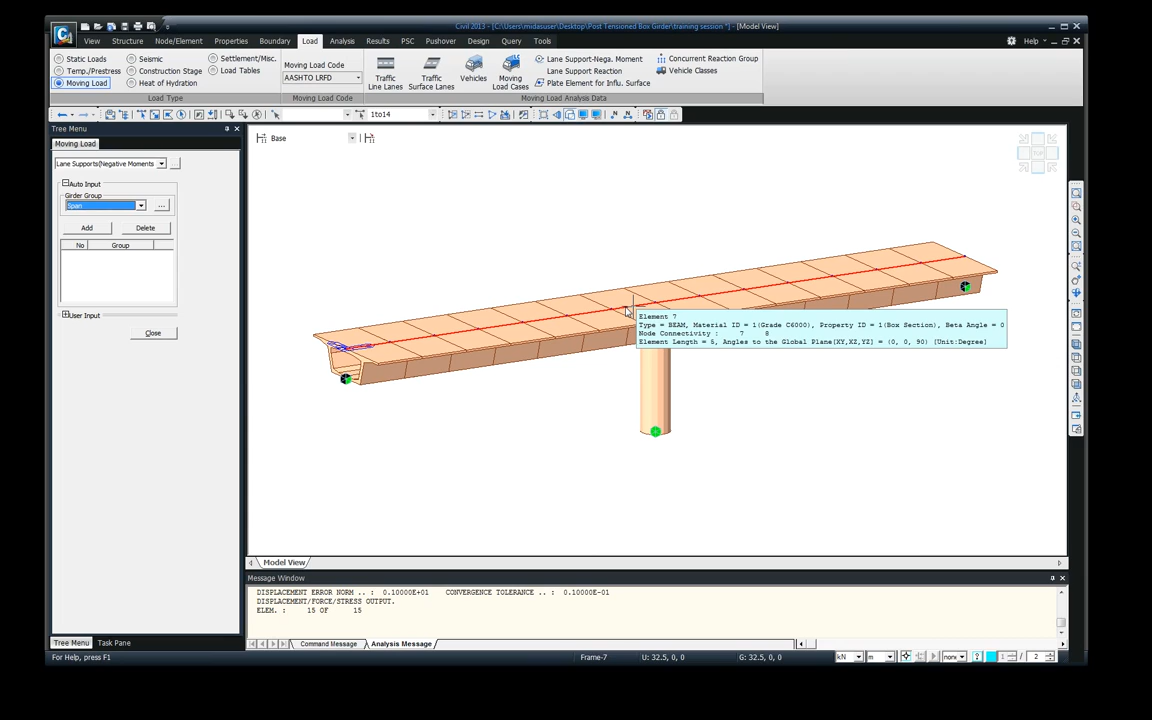 Civil 2013 - [C:\Users\midasuser\Desktop\Post Tensioned Box Girder\training session *] - [Model View]
View Structure Node/Element Properties Boundary Load Analysis Results PSC Pushover Design Query Tools Help
Static Loads Seismic Settlement/Misc.
Temp./Prestress Construction Stage Load Tables
Moving Load Heat of Hydration
Load Type
Moving Load Code
AASHTO LRFD
Moving Load Code
Traffic Line Lanes
Traffic Surface Lanes
Vehicles
Moving Load Cases
Lane Support-Nega. Moment Concurrent Reaction Group
Lane Support Reaction Vehicle Classes
Plate Element for Influ. Surface
Moving Load Analysis Data
1to14
Tree Menu
Moving Load
Lane Supports(Negative Moments
Auto Input
Girder Group
Span
...
Add Delete
No Group
User Input
Close
Base
TOP
Element 7
Type = BEAM, Material ID = 1(Grade C6000), Property ID = 1(Box Section), Beta Angle = 0
Node Connectivity : 7 8
Element Length = 5, Angles to the Global Plane[XY,XZ,YZ] = (0, 0, 90) [Unit:Degree]
Model View
Message Window
DISPLACEMENT ERROR NORM .. : 0.10000E+01 CONVERGENCE TOLERANCE .. : 0.10000E-01
DISPLACEMENT/FORCE/STRESS OUTPUT.
ELEM. : 15 OF 15
Command Message Analysis Message
Tree Menu Task Pane
For Help, press F1
Frame-7
U: 32.5, 0, 0
G: 32.5, 0, 0
kN
m
none
1 / 2